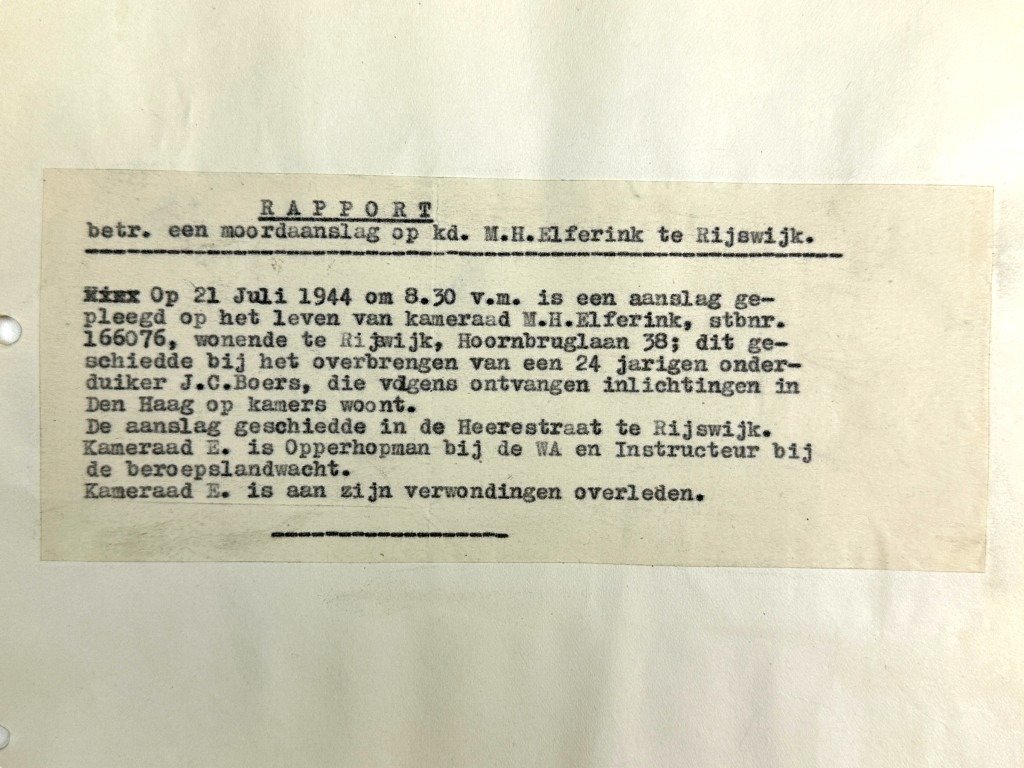 RAPPORT
betr. een moordaanslag op kd. M.H.Elferink te Rijswijk.
Op 21 Juli 1944 om 8.30 v.m. is een aanslag ge-
pleegd op het leven van kameraad M.H.Elferink, stbnr.
166076, wonende te Rijswijk, Hoornbruglaan 38; dit ge-
schiedde bij het overbrengen van een 24 jarigen onder-
duiker J.C.Boers, die volgens ontvangen inlichtingen in
Den Haag op kamers woont.
De aanslag geschiedde in de Heerestraat te Rijswijk.
Kameraad E. is Opperhopman bij de WA en Instructeur bij
de beroepslandwacht.
Kameraad E. is aan zijn verwondingen overleden.